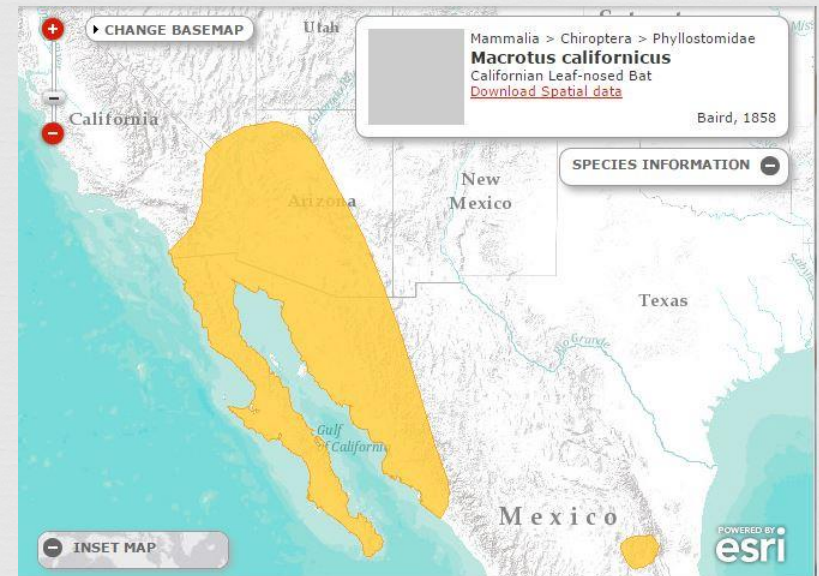 CHANGE BASEMAP
Utah
Mammalia > Chiroptera > Phyllostomidae
Macrotus californicus
Californian Leaf-nosed Bat
Download Spatial data
Baird, 1858
California
SPECIES INFORMATION
New
Mexico
Arizona
Texas
Rio Grande
Gulf
of California
Mexico
INSET MAP
POWERED BY
esri